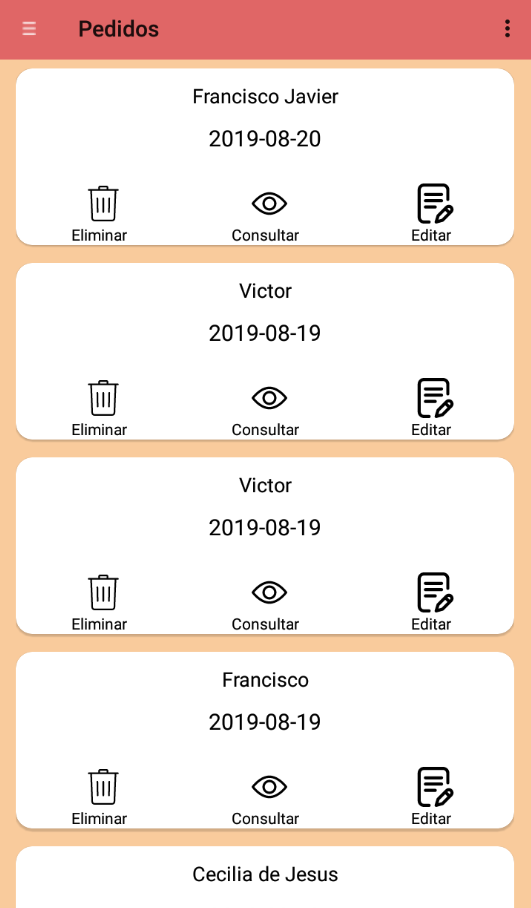 Pedidos
Francisco Javier
2019-08-20
Eliminar Consultar Editar
Victor
2019-08-19
Eliminar Consultar Editar
Victor
2019-08-19
Eliminar Consultar Editar
Francisco
2019-08-19
Eliminar Consultar Editar
Cecilia de Jesus